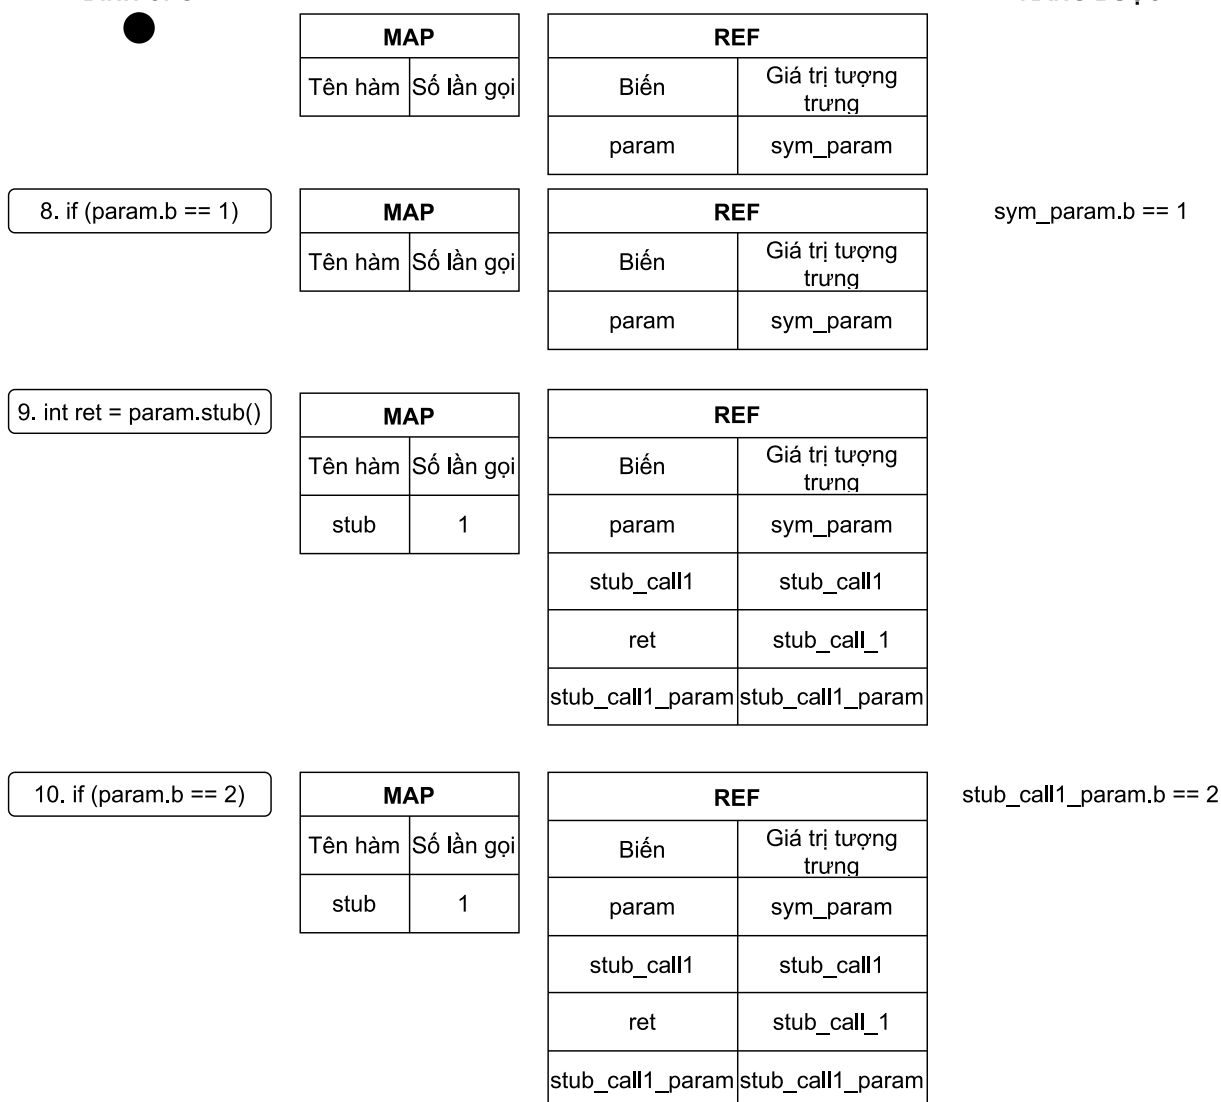 MAP
REF
Tên hàm Số lần gọi
Biến
Giá trị tượng
trưng
param
sym_param
8. if (param.b == 1)
MAP
REF
sym_param.b == 1
Tên hàm Số lần gọi
Biến
Giá trị tượng
trưng
param
sym_param
9. int ret = param.stub()
MAP
REF
Tên hàm Số lần gọi
Biến
Giá trị tượng
trưng
stub 1
param
sym_param
stub_call1
stub_call1
ret
stub_call_1
stub_call1_param
stub_call1_param
10. if (param.b == 2)
MAP
REF
stub_call1_param.b == 2
Tên hàm Số lần gọi
Biến
Giá trị tượng
trưng
stub 1
param
sym_param
stub_call1
stub_call1
ret
stub_call_1
stub_call1_param
stub_call1_param